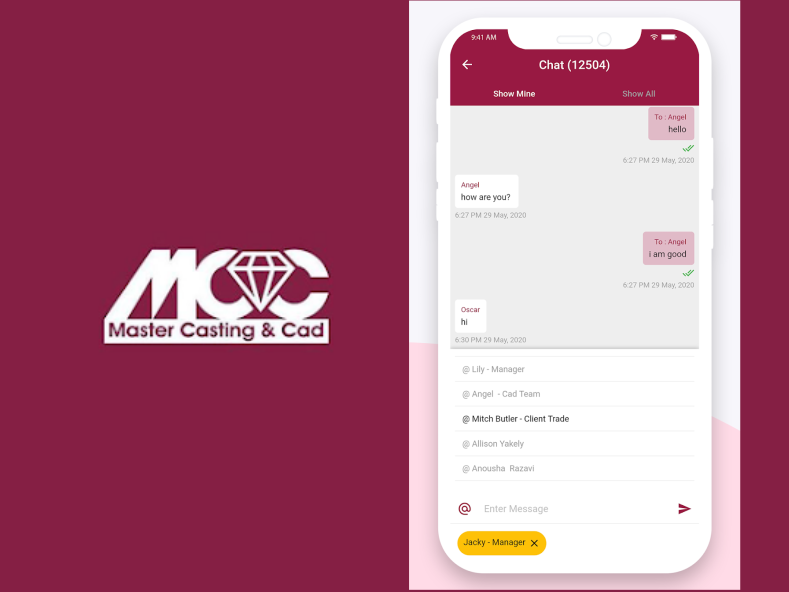 MCC
Master Casting & Cad
9:41 AM
Chat (12504)
Show Mine
Show All
To : Angel
hello
6:27 PM 29 May, 2020
Angel
how are you?
6:27 PM 29 May, 2020
To : Angel
i am good
6:27 PM 29 May, 2020
Oscar
hi
6:30 PM 29 May, 2020
@ Lily - Manager
@ Angel - Cad Team
@ Mitch Butler - Client Trade
@ Allison Yakely
@ Anousha Razavi
@ Enter Message
Jacky - Manager